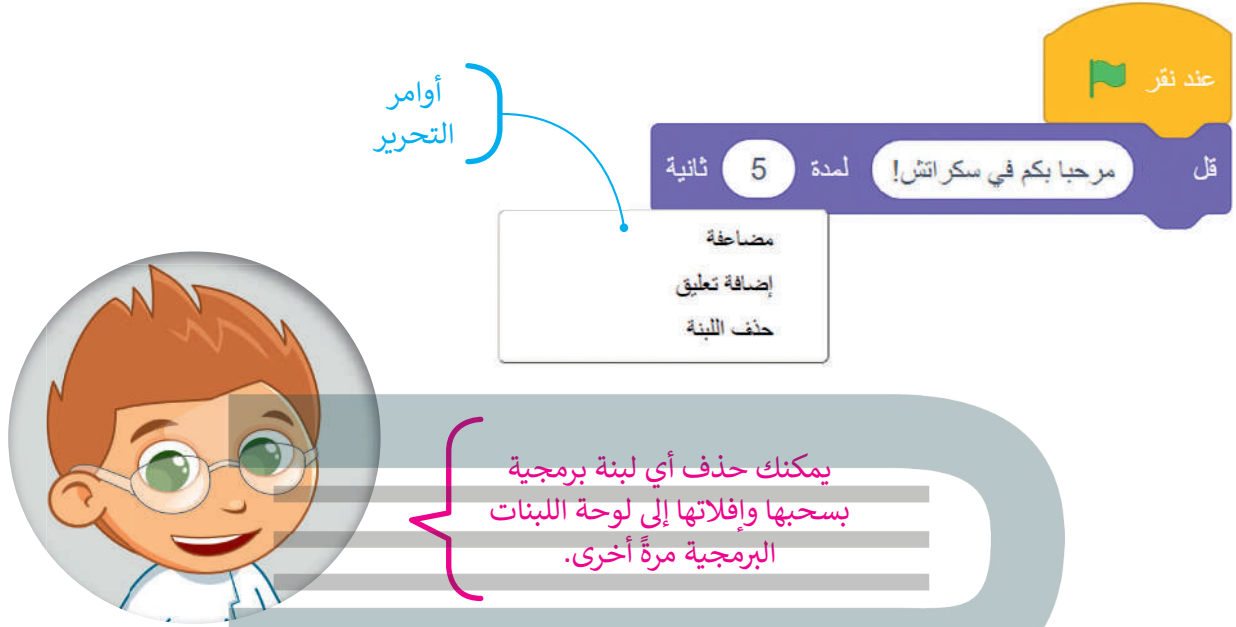 عند نقر
قل مرحبا بكم في سكراتش! لمدة 5 ثانية
أوامر
التحرير
مضاعفة
إضافة تعليق
حذف اللبنة
يمكنك حذف أي لبنة برمجية
بسحبها وإفلاتها إلى لوحة اللبنات
البرمجية مرةً أخرى.